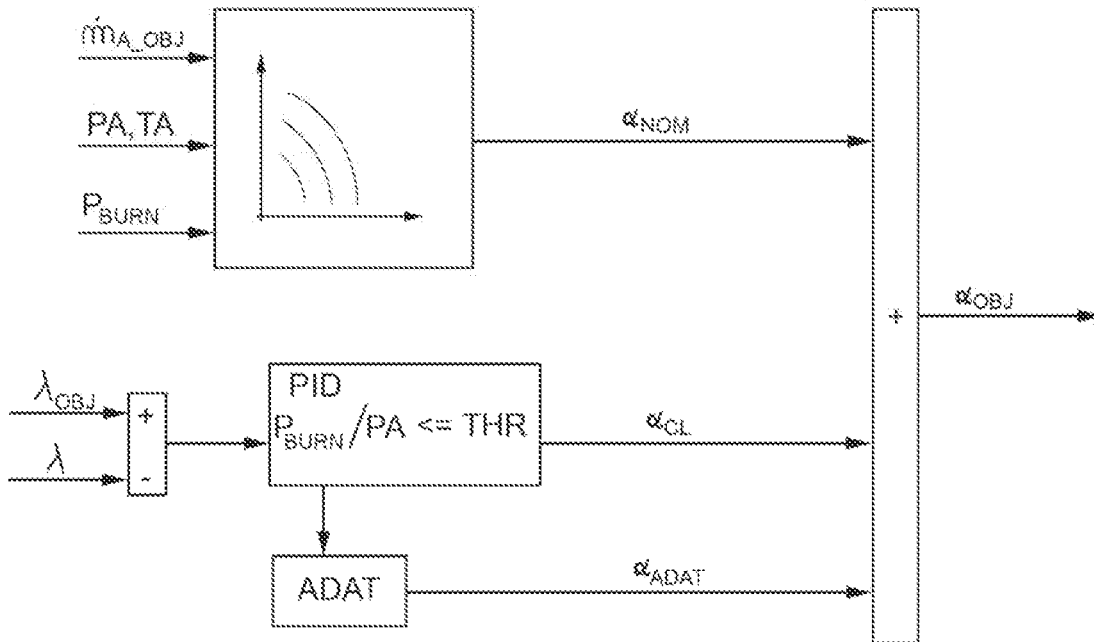 ṁA_OBJ
PA,TA
PBURN
αNOM
αOBJ
+
λOBJ
+
λ
-
PID
PBURN/PA <= THR
αCL
ADAT
αADAT